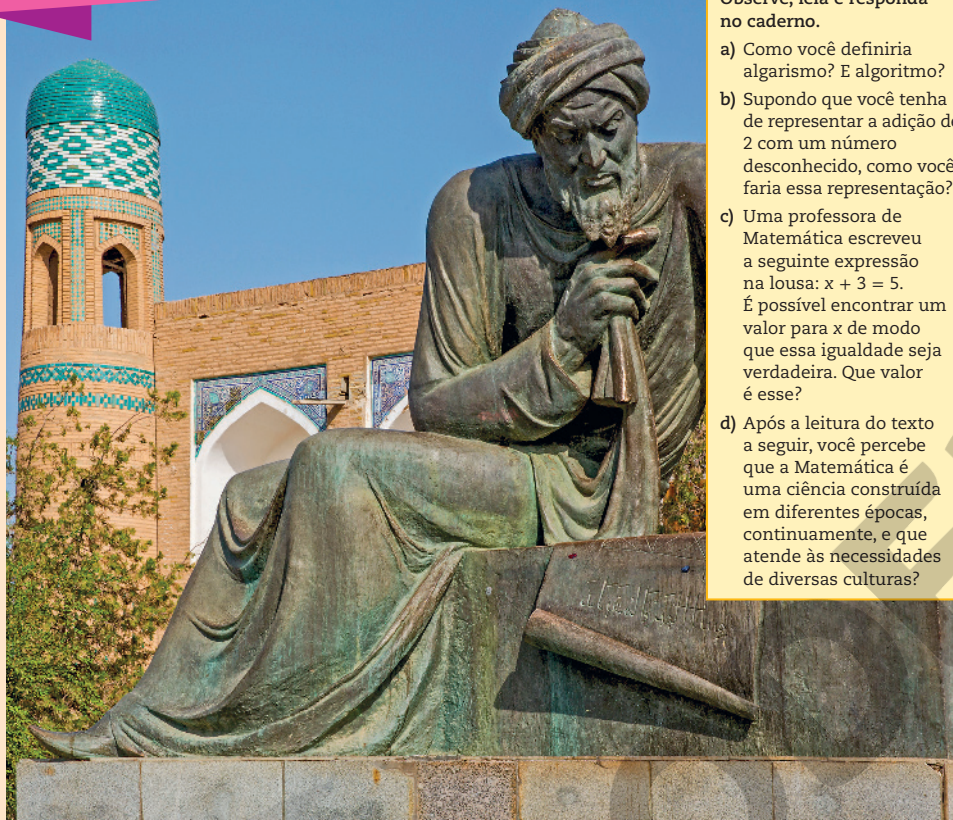 Observe, leia e responda
no caderno.
a) Como você definiria
algarismo? E algoritmo?
b) Supondo que você tenha
de representar a adição de
2 com um número
desconhecido, como você
faria essa representação?
c) Uma professora de
Matemática escreveu
a seguinte expressão
na lousa: x + 3 = 5.
É possível encontrar um
valor para x de modo
que essa igualdade seja
verdadeira. Que valor
é esse?
d) Após a leitura do texto
a seguir, você percebe
que a Matemática é
uma ciência construída
em diferentes épocas,
continuamente, e que
atende às necessidades
de diversas culturas?